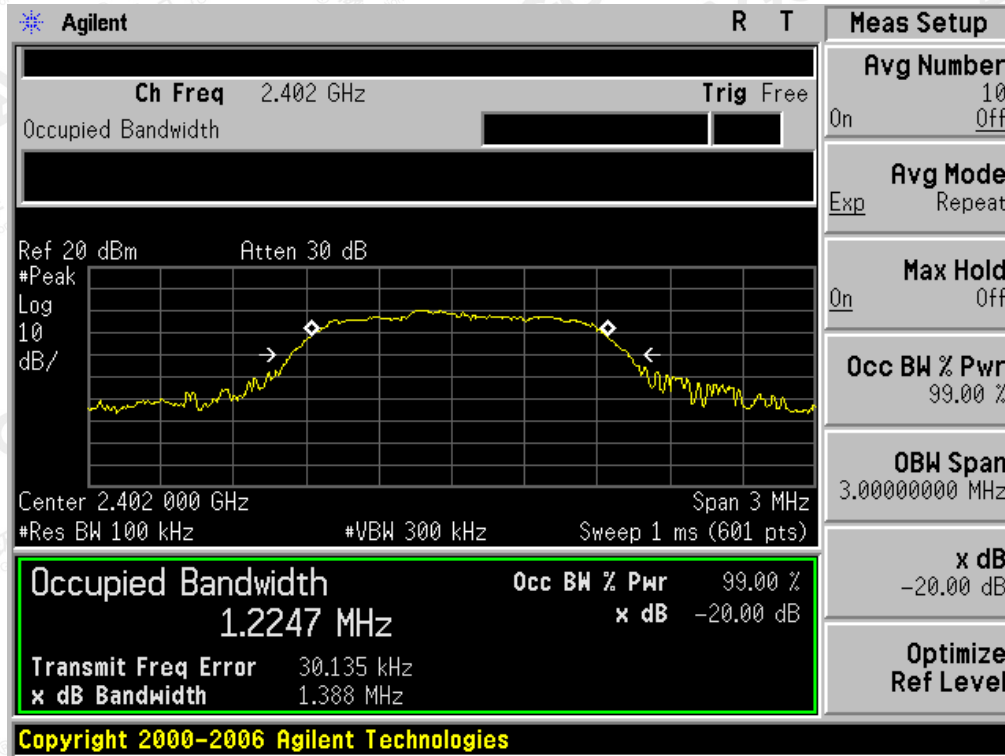 Agilent R T
Ch Freq 2.402 GHz Trig Free
Occupied Bandwidth
Ref 20 dBm Atten 30 dB
#Peak
Log
10
dB/
Center 2.402 000 GHz Span 3 MHz
#Res BW 100 kHz #VBW 300 kHz Sweep 1 ms (601 pts)
Occupied Bandwidth Occ BW % Pwr 99.00 %
1.2247 MHz x dB -20.00 dB
Transmit Freq Error 30.135 kHz
x dB Bandwidth 1.388 MHz
Copyright 2000-2006 Agilent Technologies
Meas Setup
Avg Number
10
On Off
Avg Mode
Exp Repeat
Max Hold
On Off
Occ BW % Pwr
99.00 %
OBW Span
3.00000000 MHz
x dB
-20.00 dB
Optimize
Ref Level